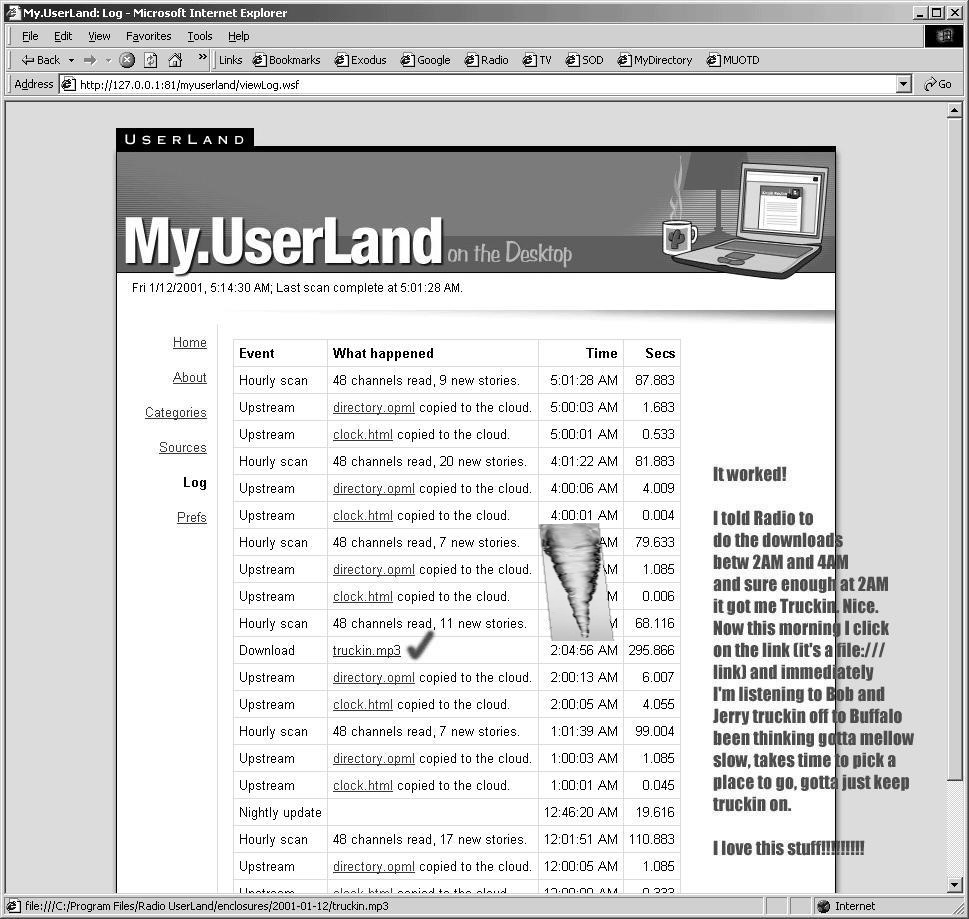 My.UserLand: Log - Microsoft Internet Explorer
File Edit View Favorites Tools Help
Back » Links Bookmarks Exodus Google Radio TV SOD MyDirectory MUOTD
Address http://127.0.0.1:81/myuserland/viewLog.wsf Go
USERLAND
My.UserLand on the Desktop
Fri 1/12/2001, 5:14:30 AM; Last scan complete at 5:01:28 AM.
Home
About
Categories
Sources
Log
Prefs
Event What happened Time Secs
Hourly scan 48 channels read, 9 new stories. 5:01:28 AM 87.883
Upstream directory.opml copied to the cloud. 5:00:03 AM 1.683
Upstream clock.html copied to the cloud. 5:00:01 AM 0.533
Hourly scan 48 channels read, 20 new stories. 4:01:22 AM 81.883
Upstream directory.opml copied to the cloud. 4:00:06 AM 4.009
Upstream clock.html copied to the cloud. 4:00:01 AM 0.004
Hourly scan 48 channels read, 7 new stories. AM 79.633
Upstream directory.opml copied to the cloud. AM 1.085
Upstream clock.html copied to the cloud. 0.006
Hourly scan 48 channels read, 11 new stories. 68.116
Download truckin.mp3 2:04:56 AM 295.866
Upstream directory.opml copied to the cloud. 2:00:13 AM 6.007
Upstream clock.html copied to the cloud. 2:00:05 AM 4.055
Hourly scan 48 channels read, 7 new stories. 1:01:39 AM 99.004
Upstream directory.opml copied to the cloud. 1:00:03 AM 1.085
Upstream clock.html copied to the cloud. 1:00:01 AM 0.045
Nightly update 12:46:20 AM 19.616
Hourly scan 48 channels read, 17 new stories. 12:01:51 AM 110.883
Upstream directory.opml copied to the cloud. 12:00:05 AM 1.085
Upstream clock.html copied to the cloud. 12:00:00 AM 0.333
It worked!
I told Radio to
do the downloads
betw 2AM and 4AM
and sure enough at 2AM
it got me Truckin. Nice.
Now this morning I click
on the link (it's a file:///
link) and immediately
I'm listening to Bob and
Jerry truckin off to Buffalo
been thinking gotta mellow
slow, takes time to pick a
place to go, gotta just keep
truckin on.
I love this stuff!!!!!!!!!
file:///C:/Program Files/Radio UserLand/enclosures/2001-01-12/truckin.mp3 Internet